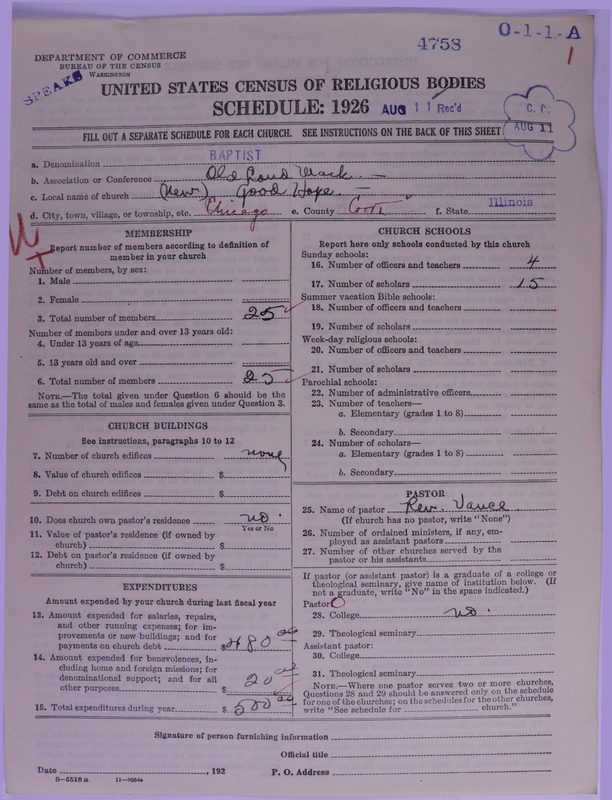 4758
O-1-1-A
1
DEPARTMENT OF COMMERCE
BUREAU OF THE CENSUS
WASHINGTON
SPEAKS
UNITED STATES CENSUS OF RELIGIOUS BODIES
SCHEDULE: 1926 AUG 11 Rec'd
C. P.
AUG 11
FILL OUT A SEPARATE SCHEDULE FOR EACH CHURCH. SEE INSTRUCTIONS ON THE BACK OF THIS SHEET
a. Denomination BAPTIST
b. Association or Conference Old Land Mark.
c. Local name of church (New) Good Hope.
d. City, town, village, or township, etc. Chicago e. County Cook f. State Illinois
MEMBERSHIP
Report number of members according to definition of
member in your church
Number of members, by sex:
1. Male
2. Female
3. Total number of members 25
Number of members under and over 13 years old:
4. Under 13 years of age
5. 13 years old and over
6. Total number of members 25
NOTE.—The total given under Question 6 should be the
same as the total of males and females given under Question 3.
CHURCH BUILDINGS
See instructions, paragraphs 10 to 12
7. Number of church edifices none
8. Value of church edifices $
9. Debt on church edifices $
10. Does church own pastor's residence no.
Yes or No
11. Value of pastor's residence (if owned by
church) $
12. Debt on pastor's residence (if owned by
church) $
EXPENDITURES
Amount expended by your church during last fiscal year
13. Amount expended for salaries, repairs,
and other running expenses; for im-
provements or new buildings; and for
payments on church debt $480.00
14. Amount expended for benevolences, in-
cluding home and foreign missions; for
denominational support; and for all
other purposes $ 20.00
15. Total expenditures during year $ 500.00
CHURCH SCHOOLS
Report here only schools conducted by this church
Sunday schools:
16. Number of officers and teachers 4
17. Number of scholars 15
Summer vacation Bible schools:
18. Number of officers and teachers
19. Number of scholars
Week-day religious schools:
20. Number of officers and teachers
21. Number of scholars
Parochial schools:
22. Number of administrative officers
23. Number of teachers—
a. Elementary (grades 1 to 8)
b. Secondary
24. Number of scholars—
a. Elementary (grades 1 to 8)
b. Secondary
PASTOR
25. Name of pastor Rev. Vance
(If church has no pastor, write "None")
26. Number of ordained ministers, if any, em-
ployed as assistant pastors
27. Number of other churches served by the
pastor or his assistants
If pastor (or assistant pastor) is a graduate of a college or
theological seminary, give name of institution below. (If
not a graduate, write "No" in the space indicated.)
Pastor:
28. College no.
29. Theological seminary
Assistant pastor:
30. College
31. Theological seminary
NOTE.—Where one pastor serves two or more churches,
Questions 28 and 29 should be answered only on the schedule
for one of the churches; on the schedules for the other churches,
write "See schedule for church."
Signature of person furnishing information
Official title
Date , 192 P. O. Address
8-5518a